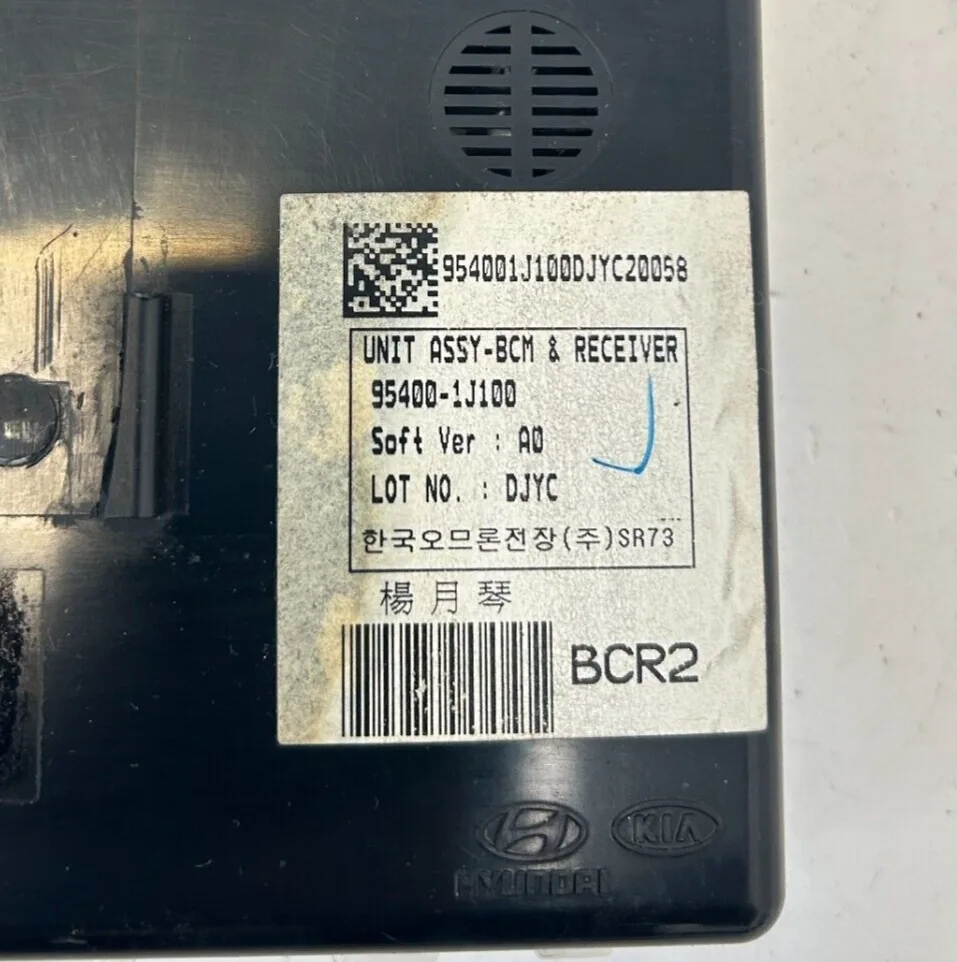 954001J100DJYC20058
UNIT ASSY-BCM & RECEIVER
95400-1J100
Soft Ver : A0
LOT NO. : DJYC
한국오므론전장(주)SR73
楊月琴
BCR2
HYUNDAI
KIA